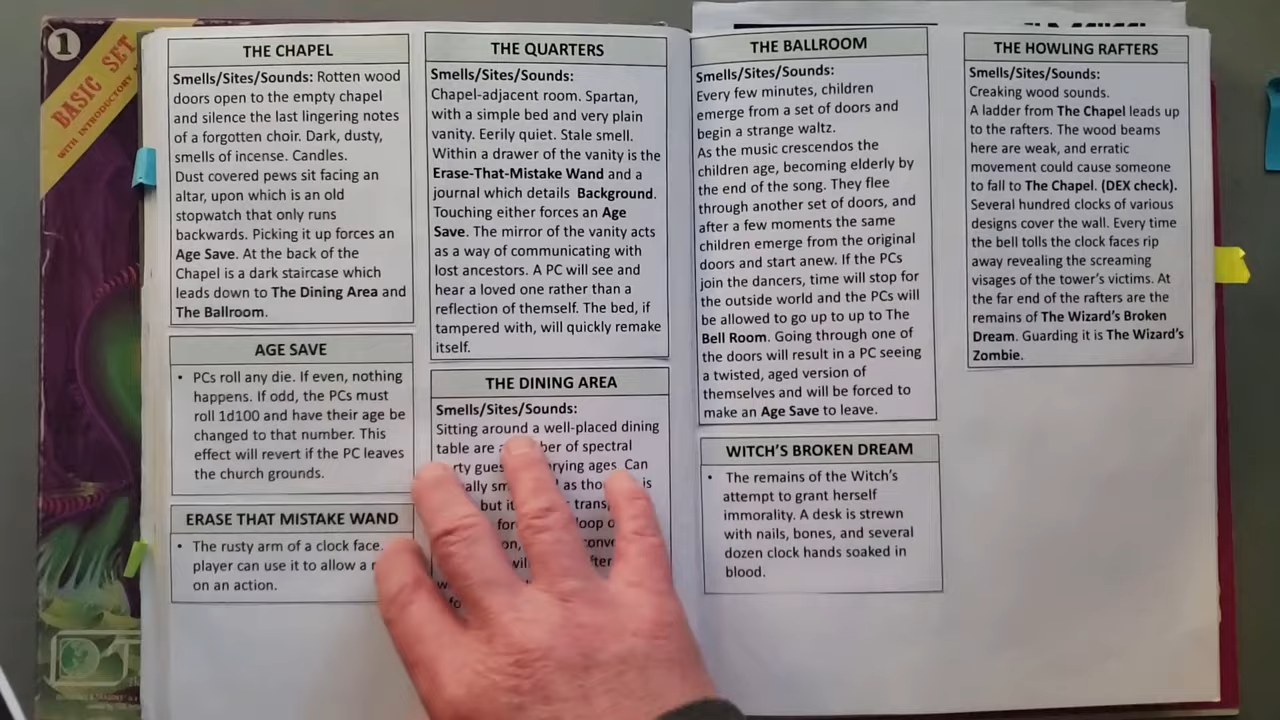 1
BASIC SET
WITH INTRODUCTORY
THE CHAPEL
Smells/Sites/Sounds: Rotten wood
doors open to the empty chapel
and silence the last lingering notes
of a forgotten choir. Dark, dusty,
smells of incense. Candles.
Dust covered pews sit facing an
altar, upon which is an old
stopwatch that only runs
backwards. Picking it up forces an
Age Save. At the back of the
Chapel is a dark staircase which
leads down to The Dining Area and
The Ballroom.
AGE SAVE
• PCs roll any die. If even, nothing
happens. If odd, the PCs must
roll 1d100 and have their age be
changed to that number. This
effect will revert if the PC leaves
the church grounds.
ERASE THAT MISTAKE WAND
• The rusty arm of a clock face.
player can use it to allow a
on an action.
THE QUARTERS
Smells/Sites/Sounds:
Chapel-adjacent room. Spartan,
with a simple bed and very plain
vanity. Eerily quiet. Stale smell.
Within a drawer of the vanity is the
Erase-That-Mistake Wand and a
journal which details Background.
Touching either forces an Age
Save. The mirror of the vanity acts
as a way of communicating with
lost ancestors. A PC will see and
hear a loved one rather than a
reflection of themself. The bed, if
tampered with, will quickly remake
itself.
THE DINING AREA
Smells/Sites/Sounds:
Sitting around a well-placed dining
table are of spectral
ages. Can
as is
but
loop
THE BALLROOM
Smells/Sites/Sounds:
Every few minutes, children
emerge from a set of doors and
begin a strange waltz.
As the music crescendos the
children age, becoming elderly by
the end of the song. They flee
through another set of doors, and
after a few moments the same
children emerge from the original
doors and start anew. If the PCs
join the dancers, time will stop for
the outside world and the PCs will
be allowed to go up to up to The
Bell Room. Going through one of
the doors will result in a PC seeing
a twisted, aged version of
themselves and will be forced to
make an Age Save to leave.
WITCH'S BROKEN DREAM
• The remains of the Witch's
attempt to grant herself
immorality. A desk is strewn
with nails, bones, and several
dozen clock hands soaked in
blood.
THE HOWLING RAFTERS
Smells/Sites/Sounds:
Creaking wood sounds.
A ladder from The Chapel leads up
to the rafters. The wood beams
here are weak, and erratic
movement could cause someone
to fall to The Chapel. (DEX check).
Several hundred clocks of various
designs cover the wall. Every time
the bell tolls the clock faces rip
away revealing the screaming
visages of the tower's victims. At
the far end of the rafters are the
remains of The Wizard's Broken
Dream. Guarding it is The Wizard's
Zombie.